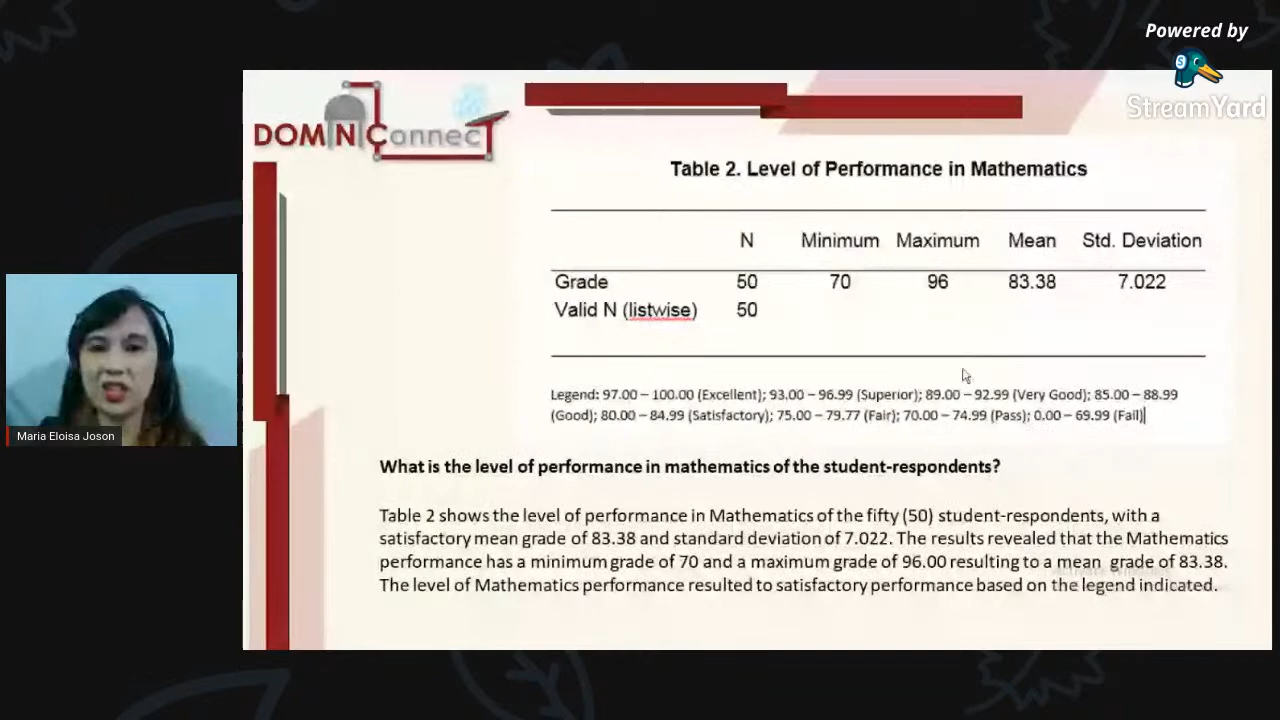 Powered by
StreamYard
DOMINIConnecT
Table 2. Level of Performance in Mathematics
N Minimum Maximum Mean Std. Deviation
Grade 50 70 96 83.38 7.022
Valid N (listwise) 50
Legend: 97.00 – 100.00 (Excellent); 93.00 – 96.99 (Superior); 89.00 – 92.99 (Very Good); 85.00 – 88.99
(Good); 80.00 – 84.99 (Satisfactory); 75.00 – 79.77 (Fair); 70.00 – 74.99 (Pass); 0.00 – 69.99 (Fail)
Maria Eloisa Joson
What is the level of performance in mathematics of the student-respondents?
Table 2 shows the level of performance in Mathematics of the fifty (50) student-respondents, with a
satisfactory mean grade of 83.38 and standard deviation of 7.022. The results revealed that the Mathematics
performance has a minimum grade of 70 and a maximum grade of 96.00 resulting to a mean grade of 83.38.
The level of Mathematics performance resulted to satisfactory performance based on the legend indicated.